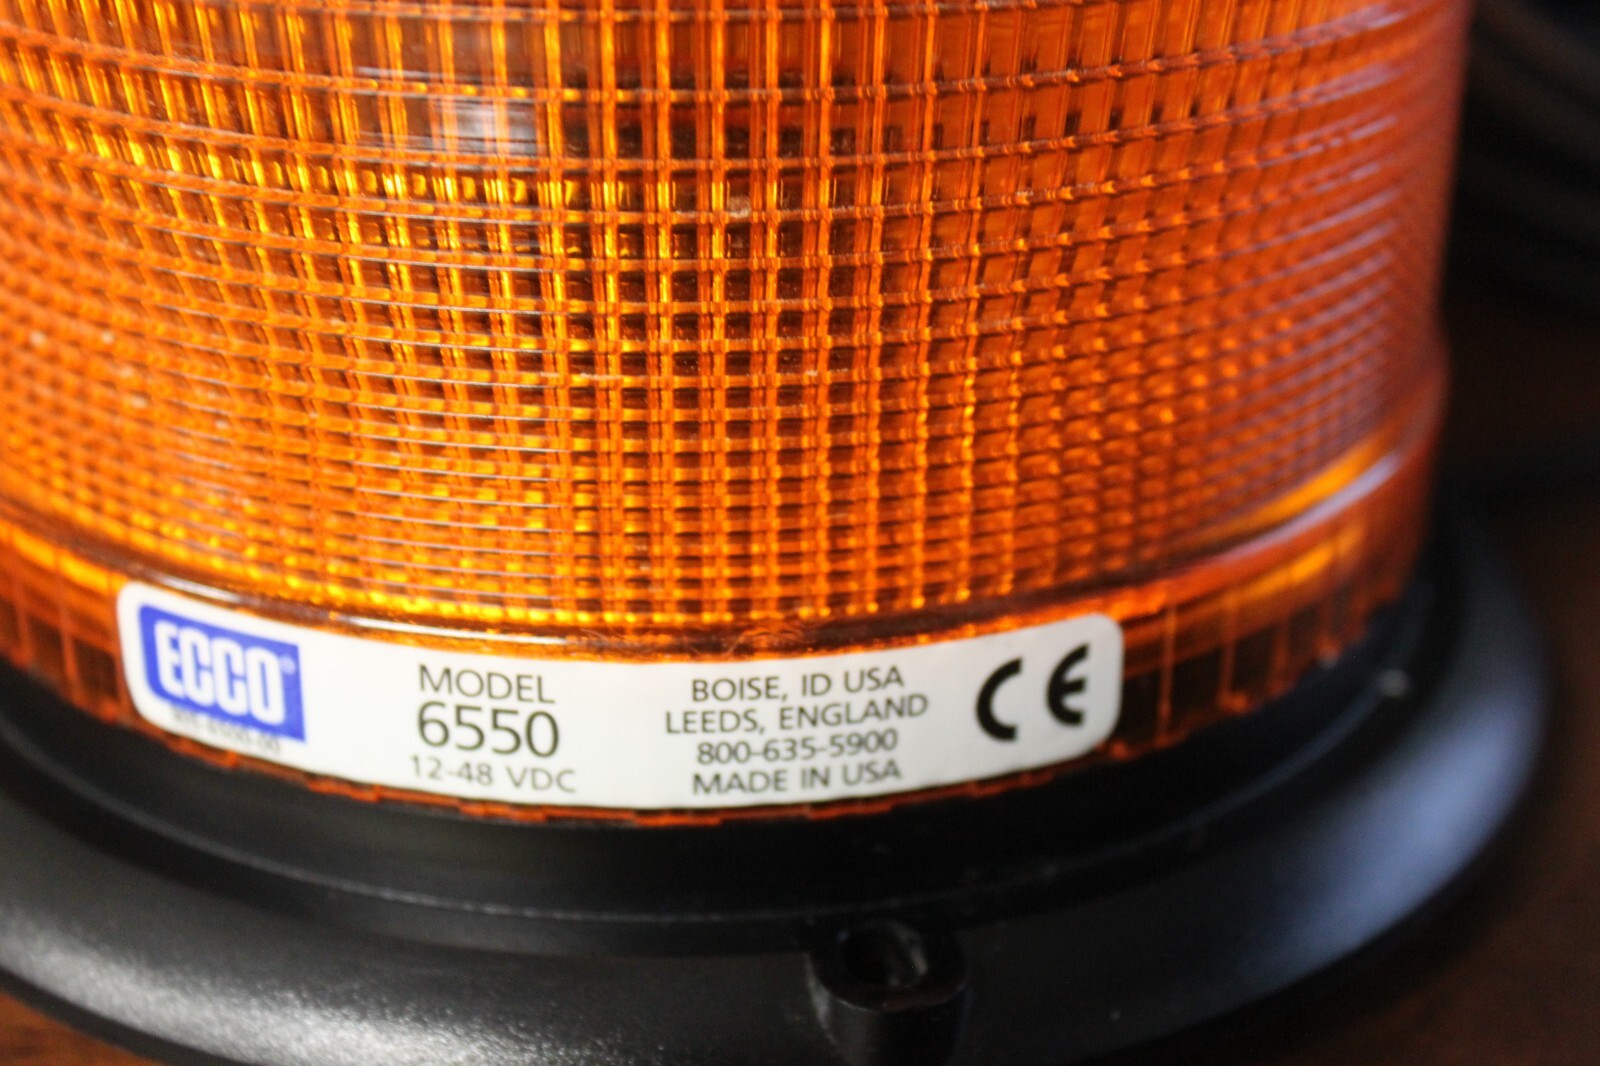 ECCO®
MODEL
6550
12-48 VDC
BOISE, ID USA
LEEDS, ENGLAND
800-635-5900
MADE IN USA
CE